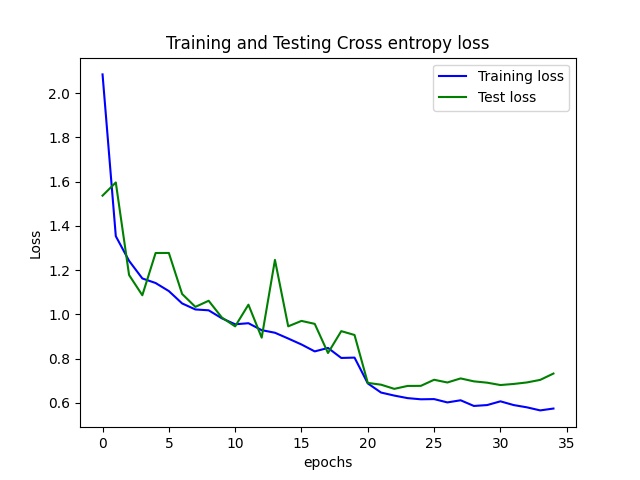 Training and Testing Cross entropy loss
Training loss
Test loss
2.0
1.8
1.6
1.4
1.2
1.0
0.8
0.6
Loss
0 5 10 15 20 25 30 35
epochs